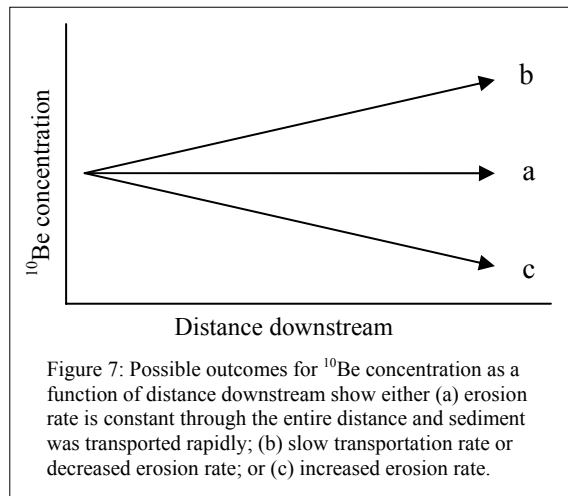 b
a
c
¹⁰Be concentration
Distance downstream
Figure 7: Possible outcomes for ¹⁰Be concentration as a
function of distance downstream show either (a) erosion
rate is constant through the entire distance and sediment
was transported rapidly; (b) slow transportation rate or
decreased erosion rate; or (c) increased erosion rate.